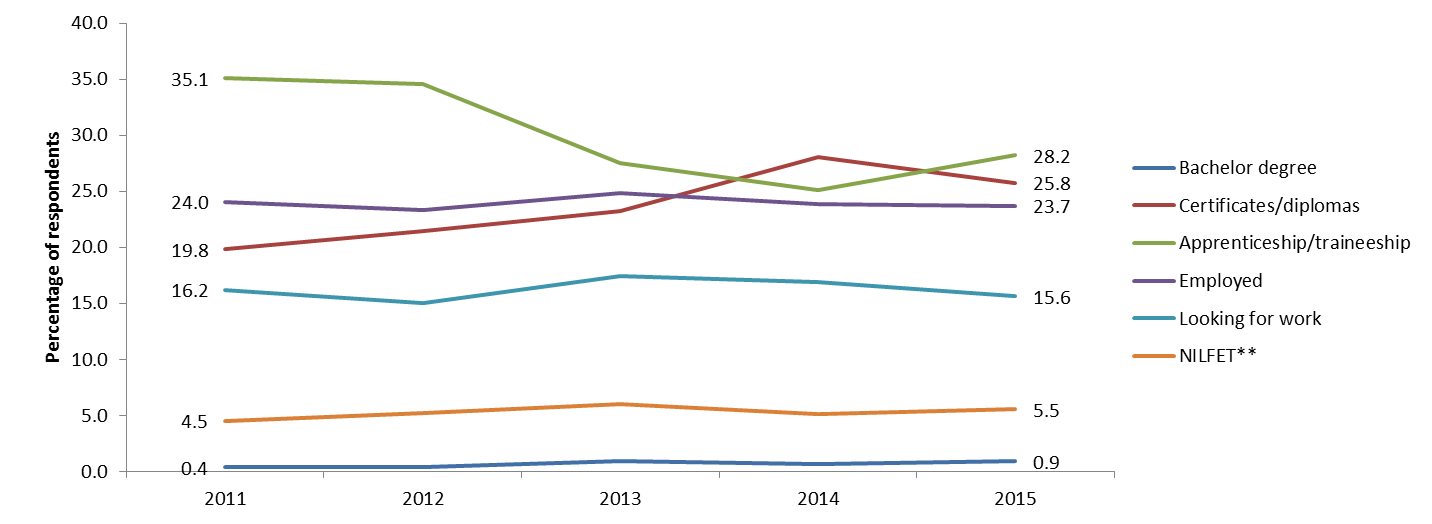 40.0
35.0
30.0
25.0
20.0
15.0
10.0
5.0
0.0
Percentage of respondents
35.1
24.0
19.8
16.2
4.5
0.4
28.2
25.8
23.7
15.6
5.5
0.9
2011 2012 2013 2014 2015
Bachelor degree
Certificates/diplomas
Apprenticeship/traineeship
Employed
Looking for work
NILFET**